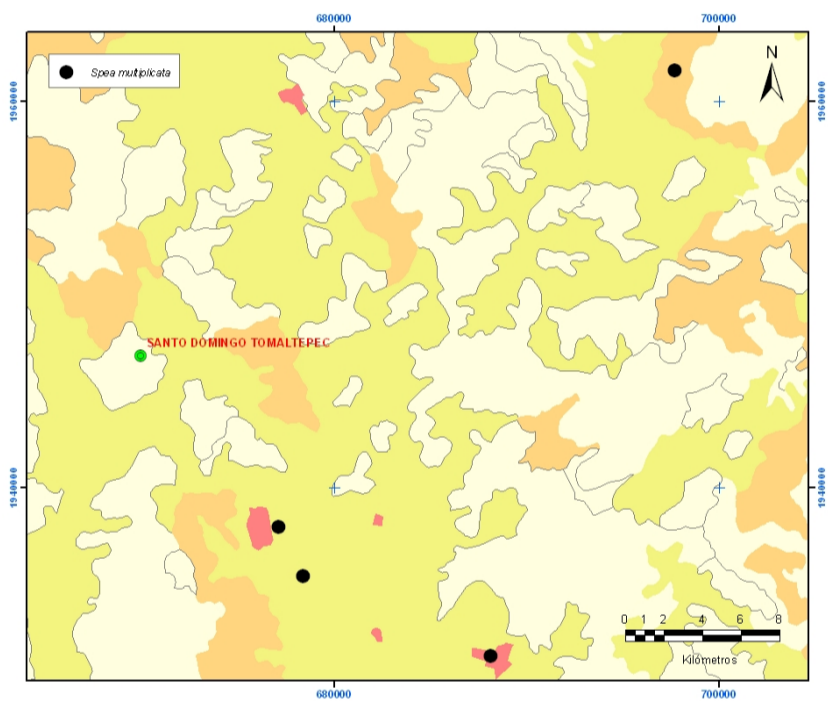 680000 700000
Spea multiplicata
N
1960000 1960000
SANTO DOMINGO TOMALTEPEC
1940000 1940000
0 1 2 4 6 8
Kilómetros
680000 700000